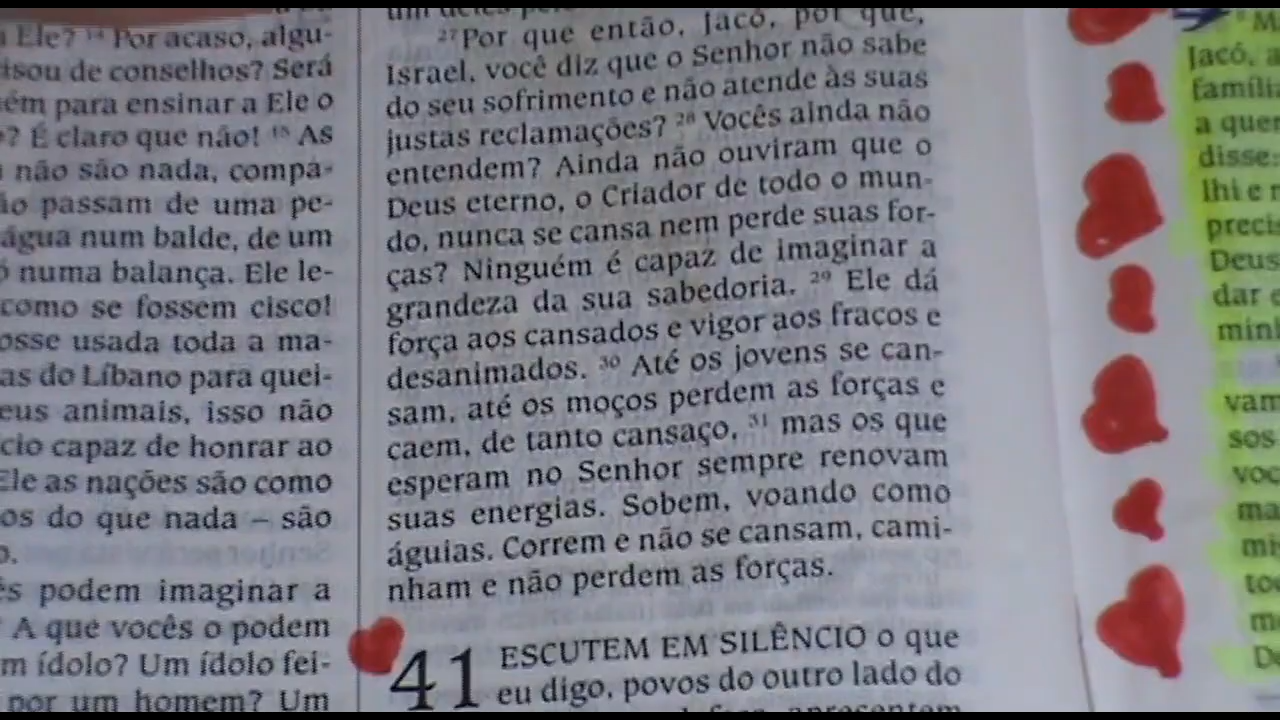 a Ele? 14 Por acaso, algu-
de conselhos? Será
para ensinar a Ele o
? É claro que não! 15 As
não são nada, compa-
passam de uma pe-
água num balde, de um
numa balança. Ele le-
como se fossem cisco!
usada toda a ma-
do Líbano para quei-
animais, isso não
capaz de honrar ao
Ele as nações são como
do que nada – são
podem imaginar a
A que vocês o podem
ídolo? Um ídolo fei-
por um homem? Um
27 Por que então, Jacó, por que,
Israel, você diz que o Senhor não sabe
do seu sofrimento e não atende às suas
justas reclamações? 28 Vocês ainda não
entendem? Ainda não ouviram que o
Deus eterno, o Criador de todo o mun-
do, nunca se cansa nem perde suas for-
ças? Ninguém é capaz de imaginar a
grandeza da sua sabedoria. 29 Ele dá
força aos cansados e vigor aos fracos e
desanimados. 30 Até os jovens se can-
sam, até os moços perdem as forças e
caem, de tanto cansaço, 31 mas os que
esperam no Senhor sempre renovam
suas energias. Sobem, voando como
águias. Correm e não se cansam, cami-
nham e não perdem as forças.
41 ESCUTEM EM SILÊNCIO o que
eu digo, povos do outro lado do
Jacó, a
a quer
disse:
Deus
dar